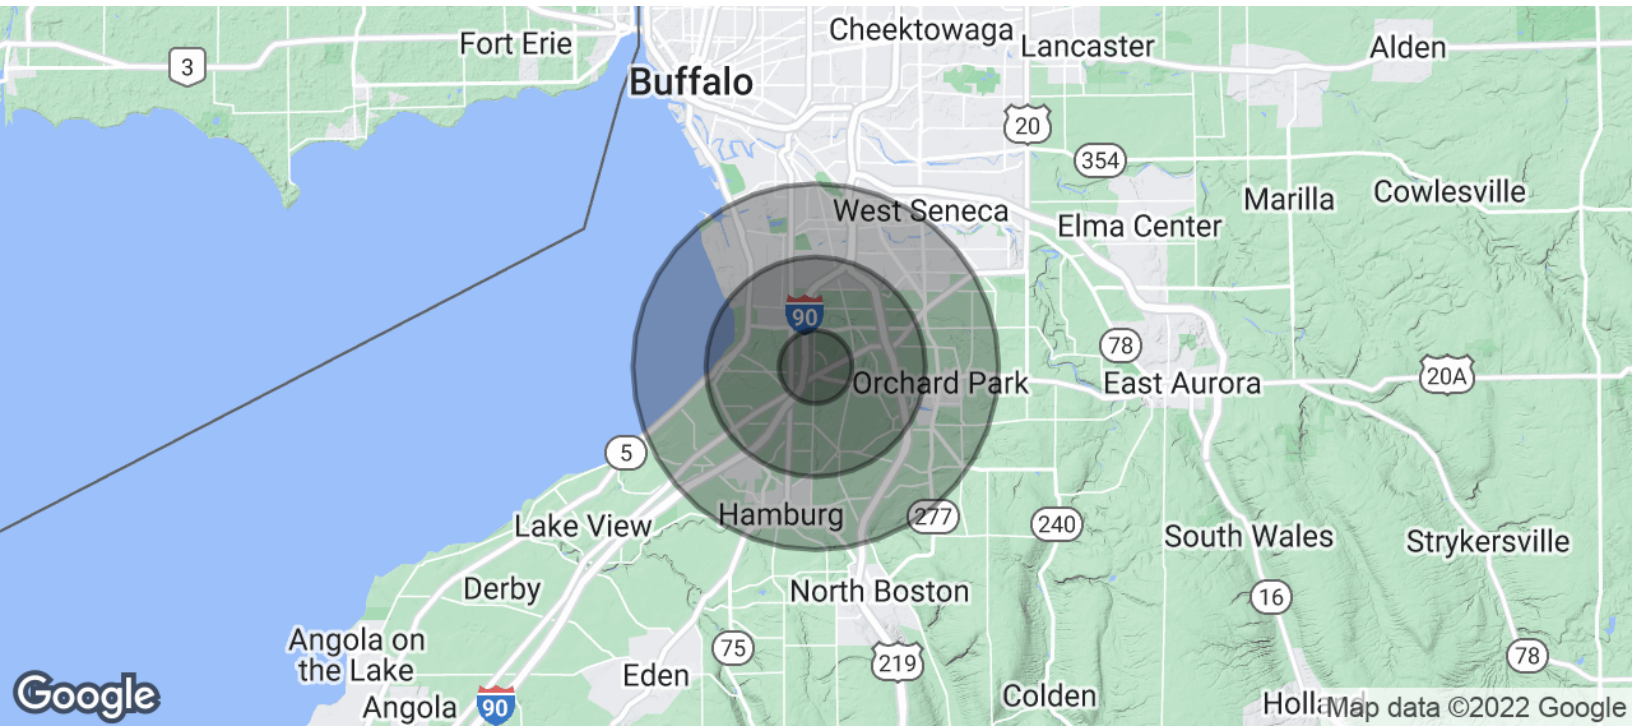 Cheektowaga
Fort Erie
Lancaster
Alden
3
Buffalo
20
354
Marilla
Cowlesville
West Seneca
Elma Center
90
78
Orchard Park
East Aurora
20A
5
Hamburg
277
Lake View
240
South Wales
Strykersville
Derby
North Boston
16
Angola on
the Lake
75
219
78
Eden
Google
Angola
90
Colden
Map data ©2022 Google